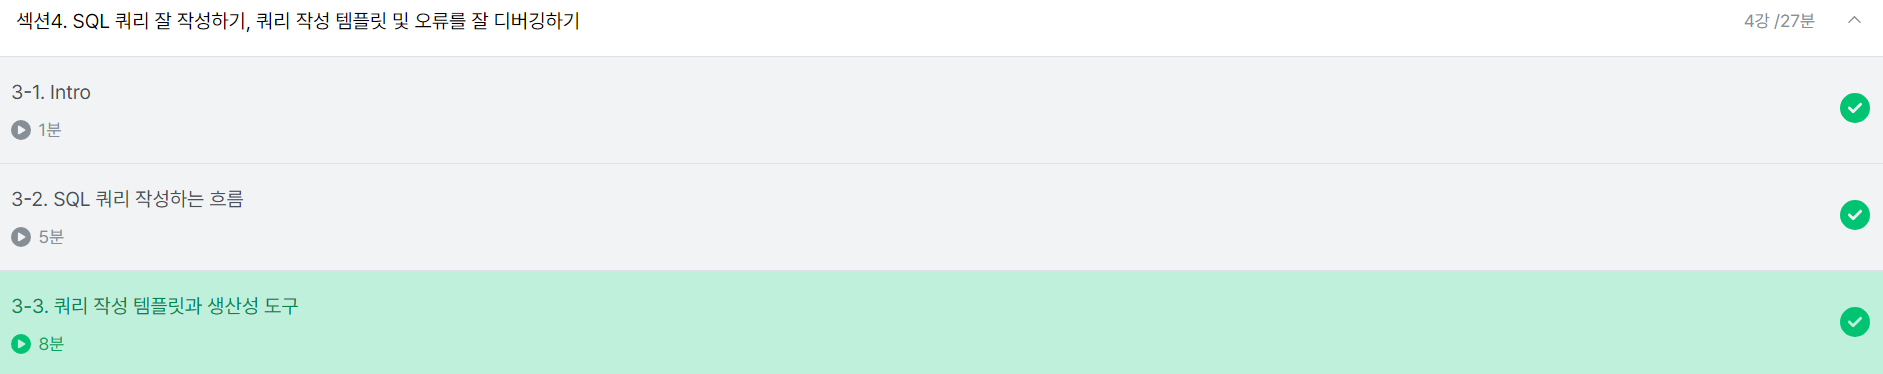 섹션4. SQL 쿼리 잘 작성하기, 쿼리 작성 템플릿 및 오류를 잘 디버깅하기 4강 /27분
3-1. Intro
1분
3-2. SQL 쿼리 작성하는 흐름
5분
3-3. 쿼리 작성 템플릿과 생산성 도구
8분